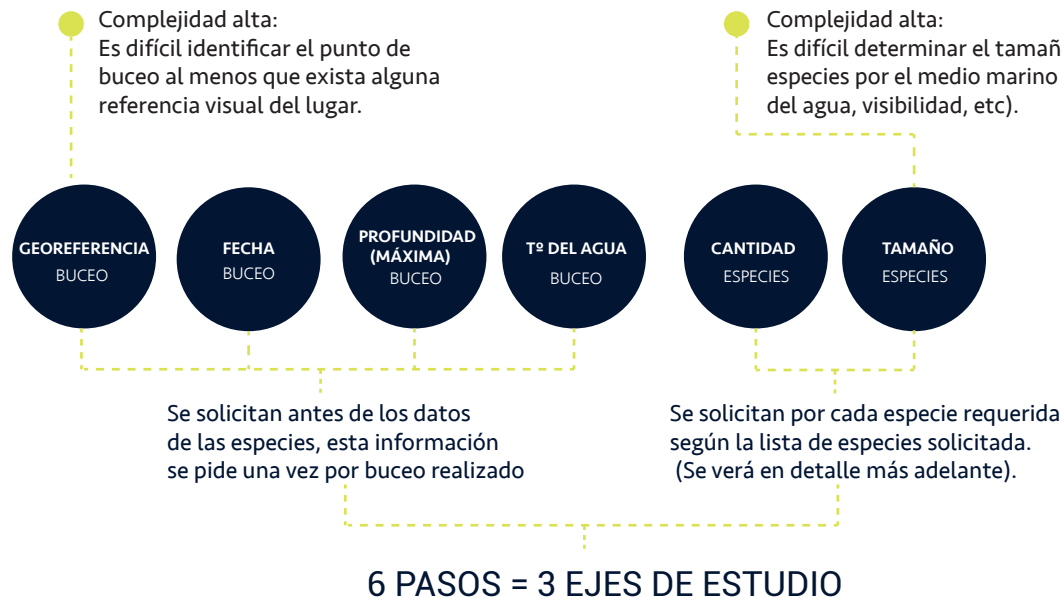 Complejidad alta:
Es difícil identificar el punto de
buceo al menos que exista alguna
referencia visual del lugar.
Complejidad alta:
Es difícil determinar el tamañ
especies por el medio marino
del agua, visibilidad, etc).
GEOREFERENCIA
BUCEO
FECHA
BUCEO
PROFUNDIDAD
(MÁXIMA)
BUCEO
Tº DEL AGUA
BUCEO
CANTIDAD
ESPECIES
TAMAÑO
ESPECIES
Se solicitan antes de los datos
de las especies, esta información
se pide una vez por buceo realizado
Se solicitan por cada especie requerida
según la lista de especies solicitada.
(Se verá en detalle más adelante).
6 PASOS = 3 EJES DE ESTUDIO